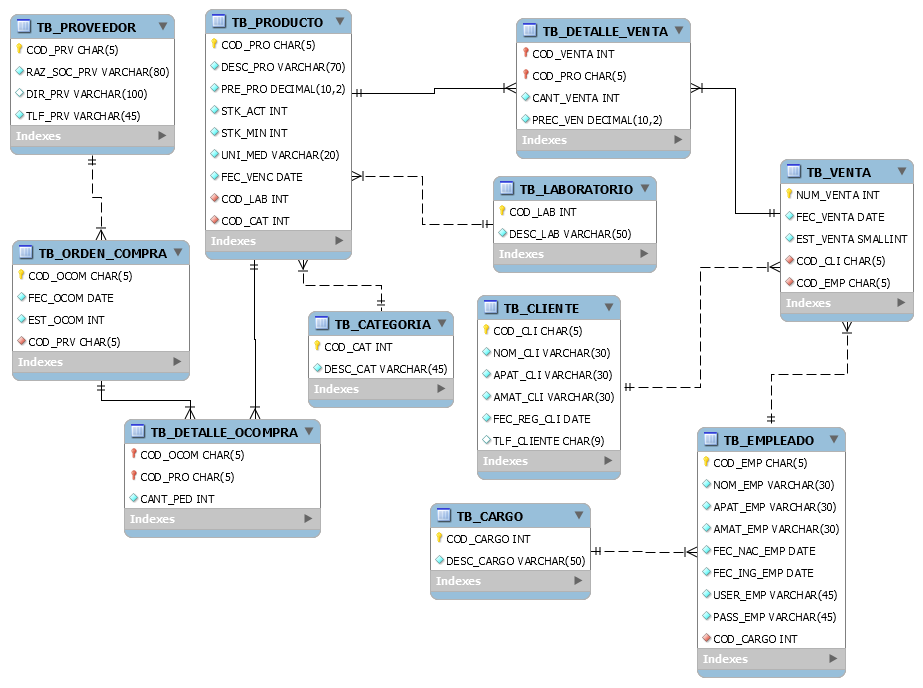 TB_PROVEEDOR
COD_PRV CHAR(5)
RAZ_SOC_PRV VARCHAR(80)
DIR_PRV VARCHAR(100)
TLF_PRV VARCHAR(45)
Indexes
TB_PRODUCTO
COD_PRO CHAR(5)
DESC_PRO VARCHAR(70)
PRE_PRO DECIMAL(10,2)
STK_ACT INT
STK_MIN INT
UNI_MED VARCHAR(20)
FEC_VENC DATE
COD_LAB INT
COD_CAT INT
Indexes
TB_DETALLE_VENTA
COD_VENTA INT
COD_PRO CHAR(5)
CANT_VENTA INT
PREC_VEN DECIMAL(10,2)
Indexes
TB_LABORATORIO
COD_LAB INT
DESC_LAB VARCHAR(50)
Indexes
TB_VENTA
NUM_VENTA INT
FEC_VENTA DATE
EST_VENTA SMALLINT
COD_CLI CHAR(5)
COD_EMP CHAR(5)
Indexes
TB_ORDEN_COMPRA
COD_OCOM CHAR(5)
FEC_OCOM DATE
EST_OCOM INT
COD_PRV CHAR(5)
Indexes
TB_CATEGORIA
COD_CAT INT
DESC_CAT VARCHAR(45)
Indexes
TB_CLIENTE
COD_CLI CHAR(5)
NOM_CLI VARCHAR(30)
APAT_CLI VARCHAR(30)
AMAT_CLI VARCHAR(30)
FEC_REG_CLI DATE
TLF_CLIENTE CHAR(9)
Indexes
TB_DETALLE_OCOMPRA
COD_OCOM CHAR(5)
COD_PRO CHAR(5)
CANT_PED INT
Indexes
TB_CARGO
COD_CARGO INT
DESC_CARGO VARCHAR(50)
Indexes
TB_EMPLEADO
COD_EMP CHAR(5)
NOM_EMP VARCHAR(30)
APAT_EMP VARCHAR(30)
AMAT_EMP VARCHAR(30)
FEC_NAC_EMP DATE
FEC_ING_EMP DATE
USER_EMP VARCHAR(45)
PASS_EMP VARCHAR(45)
COD_CARGO INT
Indexes